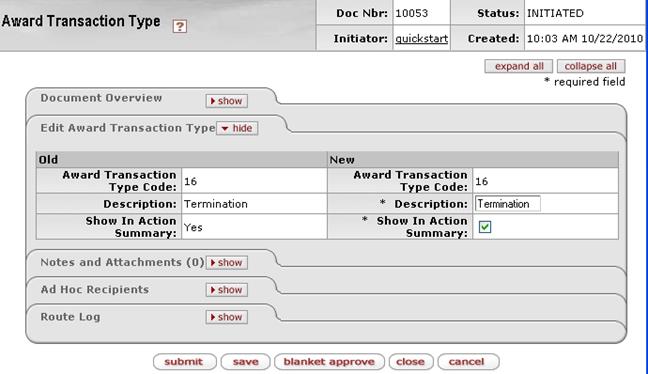 Award Transaction Type ?
Doc Nbr: 10053 Status: INITIATED
Initiator: quickstart Created: 10:03 AM 10/22/2010
expand all collapse all
* required field
Document Overview show
Edit Award Transaction Type hide
Old New
Award Transaction Type Code: 16 Award Transaction Type Code: 16
Description: Termination * Description: Termination
Show In Action Summary: Yes * Show In Action Summary:
Notes and Attachments (0) show
Ad Hoc Recipients show
Route Log show
submit save blanket approve close cancel